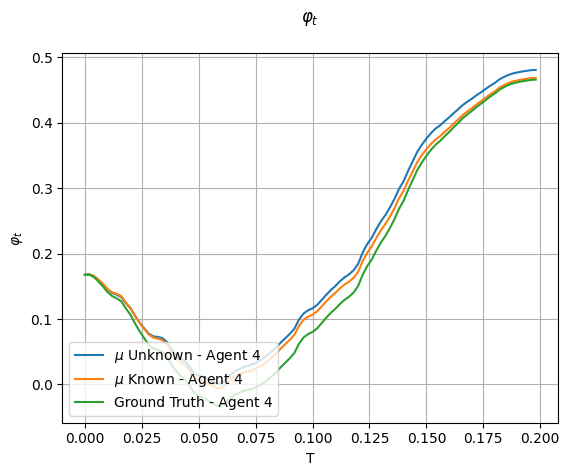 φt
0.5
0.4
0.3
0.2
0.1
0.0
φt
μ Unknown - Agent 4
μ Known - Agent 4
Ground Truth - Agent 4
0.000 0.025 0.050 0.075 0.100 0.125 0.150 0.175 0.200
T